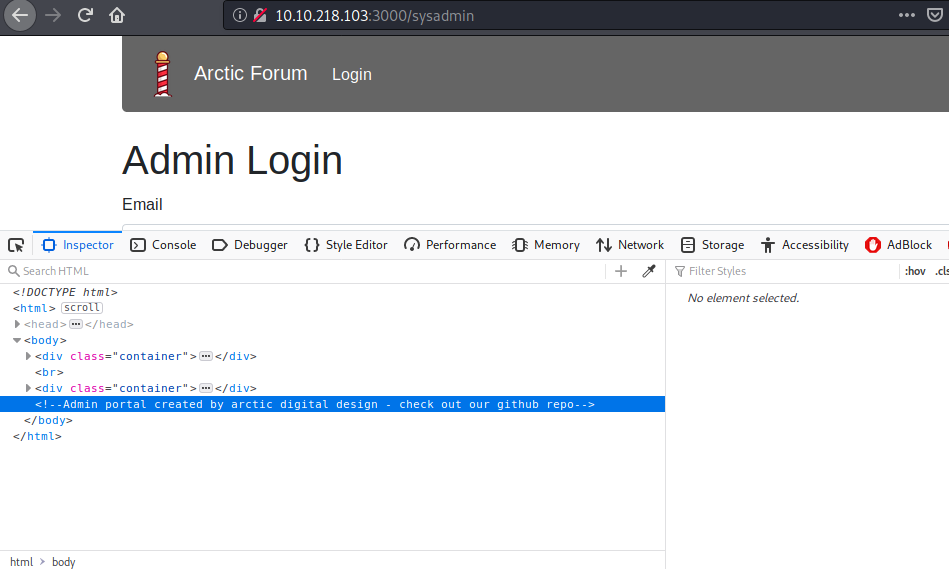 10.10.218.103:3000/sysadmin
Arctic Forum Login
Admin Login
Email
Inspector Console Debugger Style Editor Performance Memory Network Storage Accessibility AdBlock
Search HTML
Filter Styles :hov .cls
<!DOCTYPE html>
<html> scroll
<head> ••• </head>
<body>
<div class="container"> ••• </div>
<br>
<div class="container"> ••• </div>
<!--Admin portal created by arctic digital design - check out our github repo-->
</body>
</html>
No element selected.
html > body